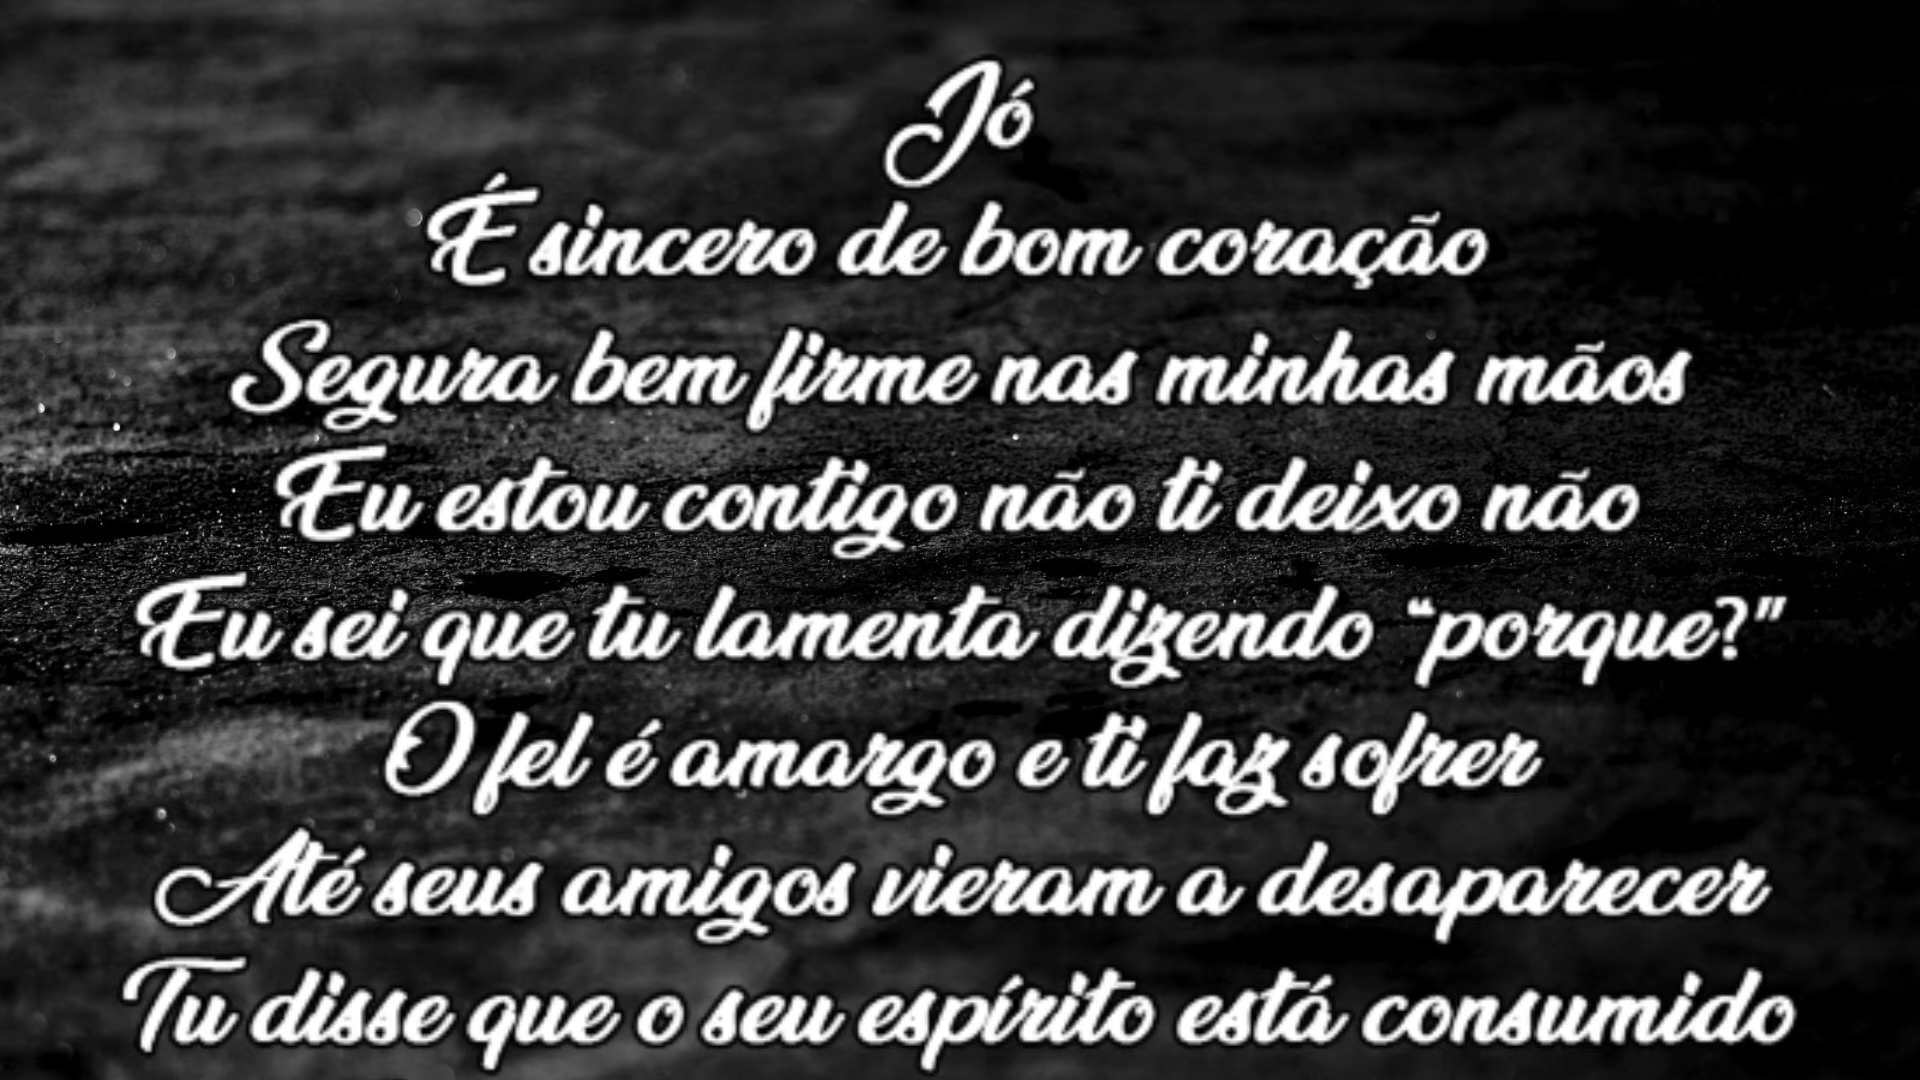 Jó
É sincero de bom coração
Segura bem firme nas minhas mãos
Eu estou contigo não ti deixo não
Eu sei que tu lamenta dizendo “porque?”
O fel é amargo e ti faz sofrer
Até seus amigos vieram a desaparecer
Tu disse que o seu espírito está consumido